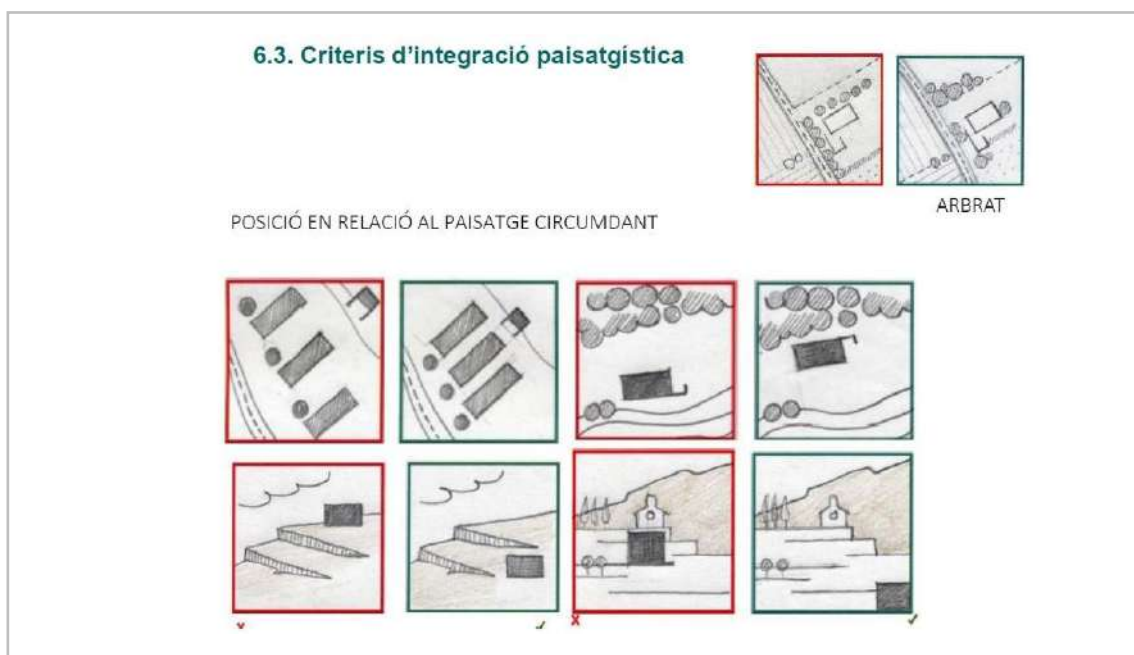 6.3. Criteris d'integració paisatgística
ARBRAT
POSICIÓ EN RELACIÓ AL PAISATGE CIRCUMDANT